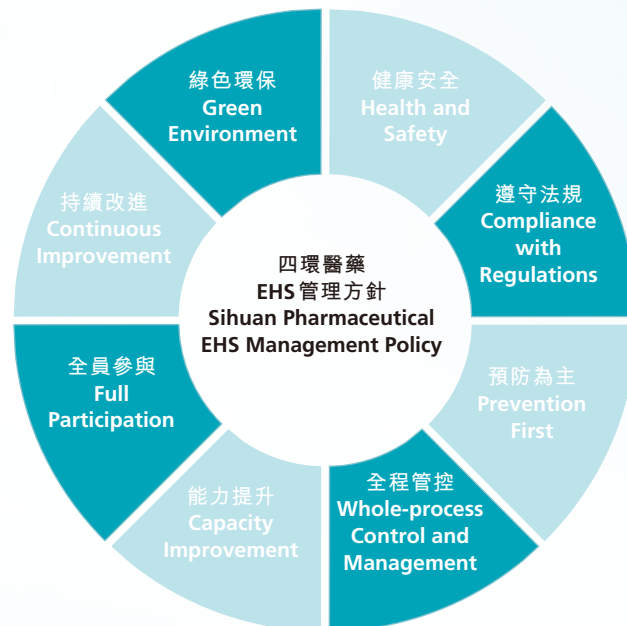 綠色環保
Green
Environment
健康安全
Health and
Safety
遵守法規
Compliance
with
Regulations
預防為主
Prevention
First
全程管控
Whole-process
Control and
Management
能力提升
Capacity
Improvement
全員參與
Full
Participation
持續改進
Continuous
Improvement
四環醫藥
EHS管理方針
Sihuan Pharmaceutical
EHS Management Policy